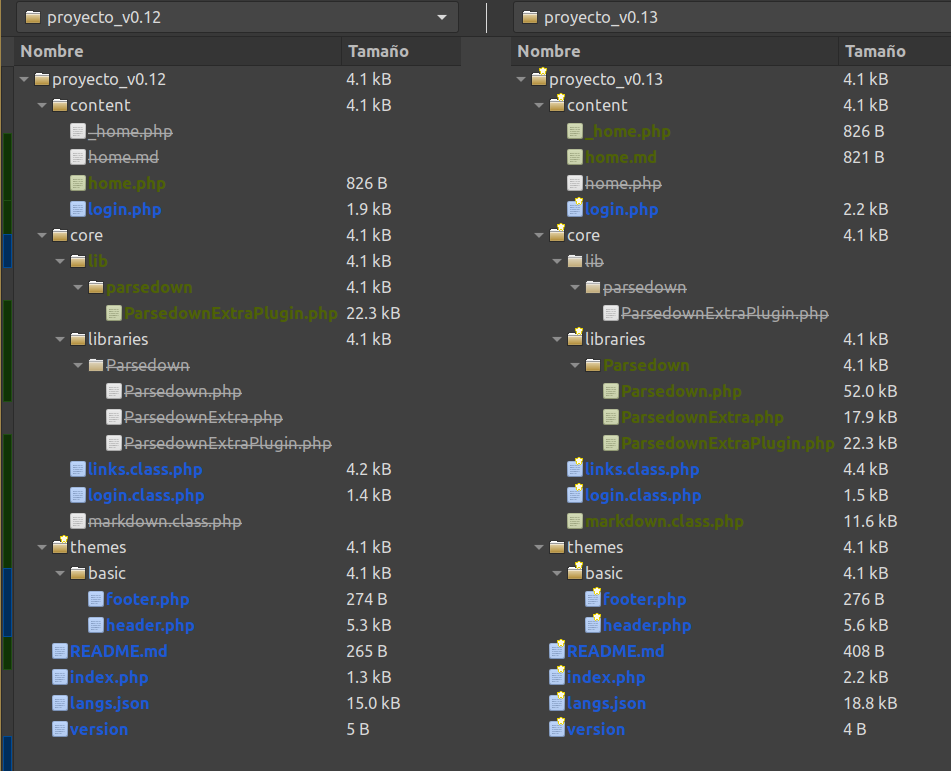 proyecto_v0.12 proyecto_v0.13
Nombre Tamaño Nombre Tamaño
proyecto_v0.12 4.1 kB proyecto_v0.13 4.1 kB
content 4.1 kB content 4.1 kB
_home.php _home.php 826 B
home.md home.md 821 B
home.php 826 B home.php
login.php 1.9 kB login.php 2.2 kB
core 4.1 kB core 4.1 kB
lib 4.1 kB lib
parsedown 4.1 kB parsedown
ParsedownExtraPlugin.php 22.3 kB ParsedownExtraPlugin.php
libraries 4.1 kB libraries 4.1 kB
Parsedown Parsedown 4.1 kB
Parsedown.php Parsedown.php 52.0 kB
ParsedownExtra.php ParsedownExtra.php 17.9 kB
ParsedownExtraPlugin.php ParsedownExtraPlugin.php 22.3 kB
links.class.php 4.2 kB links.class.php 4.4 kB
login.class.php 1.4 kB login.class.php 1.5 kB
markdown.class.php markdown.class.php 11.6 kB
themes 4.1 kB themes 4.1 kB
basic 4.1 kB basic 4.1 kB
footer.php 274 B footer.php 276 B
header.php 5.3 kB header.php 5.6 kB
README.md 265 B README.md 408 B
index.php 1.3 kB index.php 2.2 kB
langs.json 15.0 kB langs.json 18.8 kB
version 5 B version 4 B